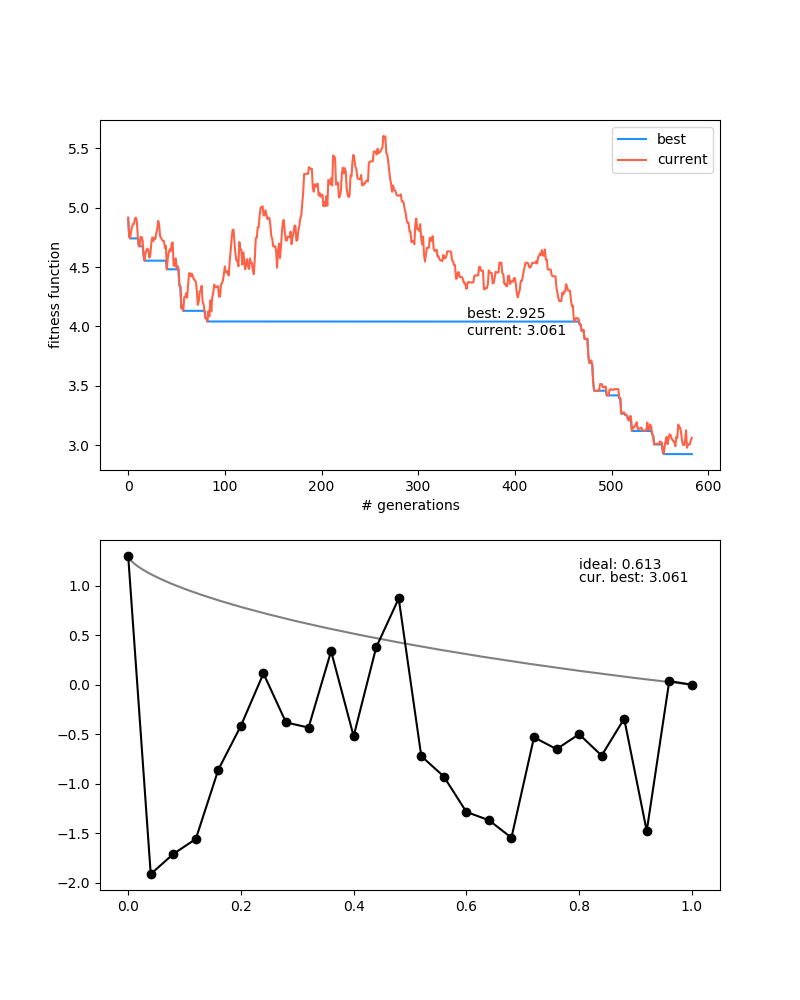 best
current
5.5
5.0
4.5
4.0
3.5
3.0
fitness function
best: 2.925
current: 3.061
0 100 200 300 400 500 600
# generations
ideal: 0.613
cur. best: 3.061
1.0
0.5
0.0
−0.5
−1.0
−1.5
−2.0
0.0 0.2 0.4 0.6 0.8 1.0